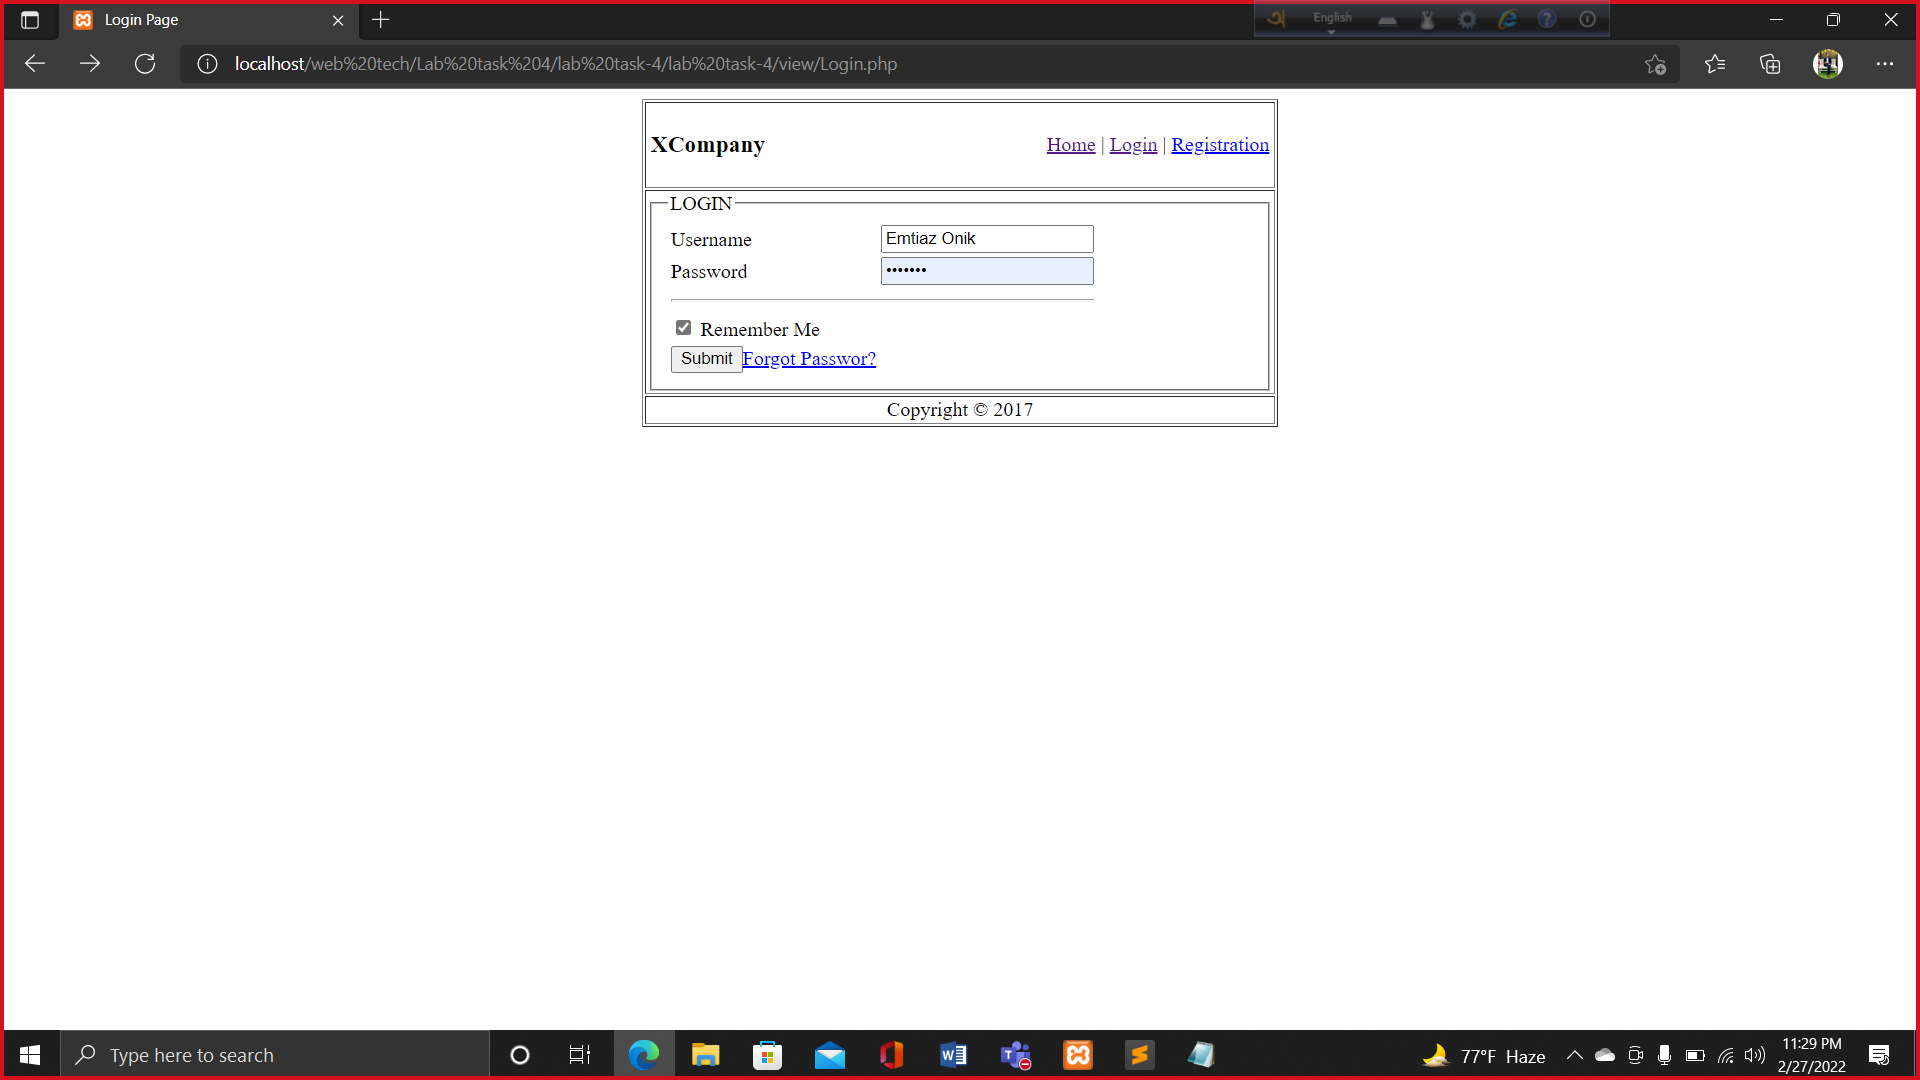 Login Page
English
localhost/web%20tech/Lab%20task%204/lab%20task-4/lab%20task-4/view/Login.php
XCompany Home | Login | Registration
LOGIN
Username Emtiaz Onik
Password •••••••
Remember Me
Submit Forgot Passwor?
Copyright © 2017
Type here to search 77°F Haze 11:29 PM
2/27/2022